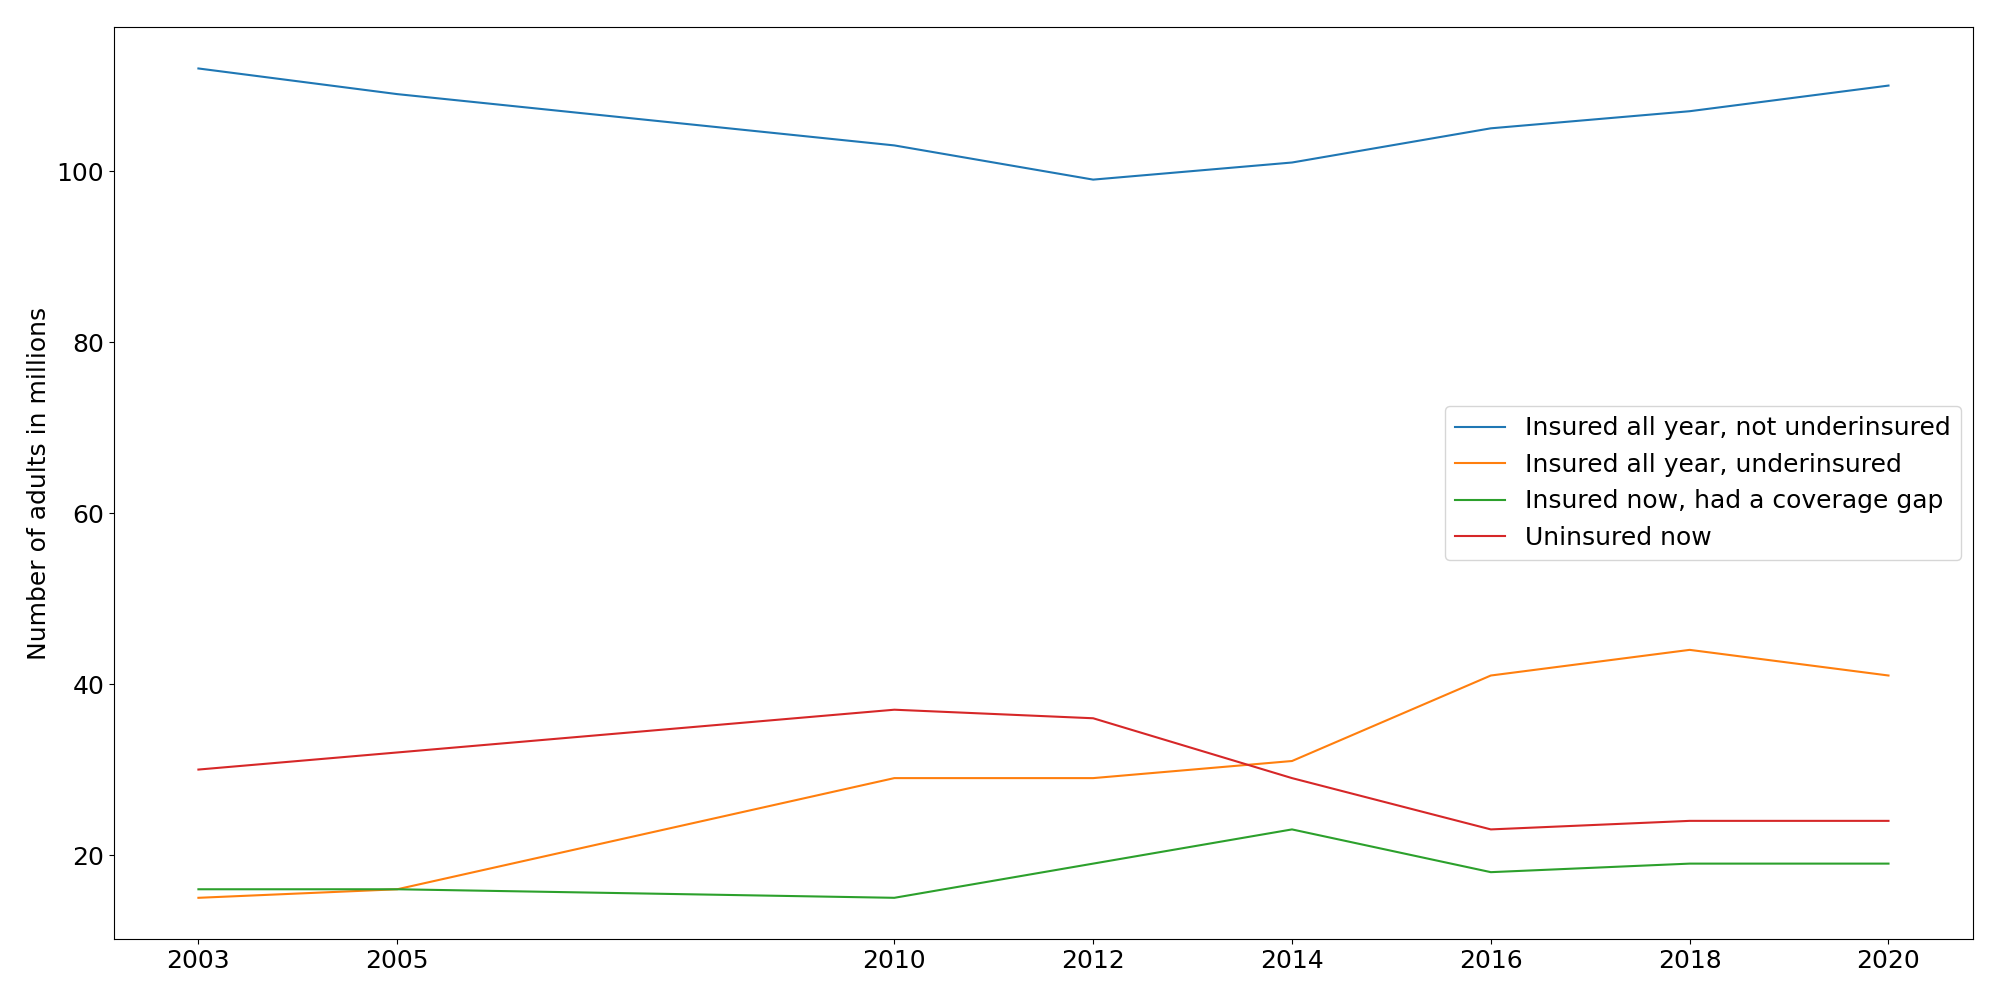 Number of adults in millions
100
80
60
40
20
Insured all year, not underinsured
Insured all year, underinsured
Insured now, had a coverage gap
Uninsured now
2003 2005 2010 2012 2014 2016 2018 2020